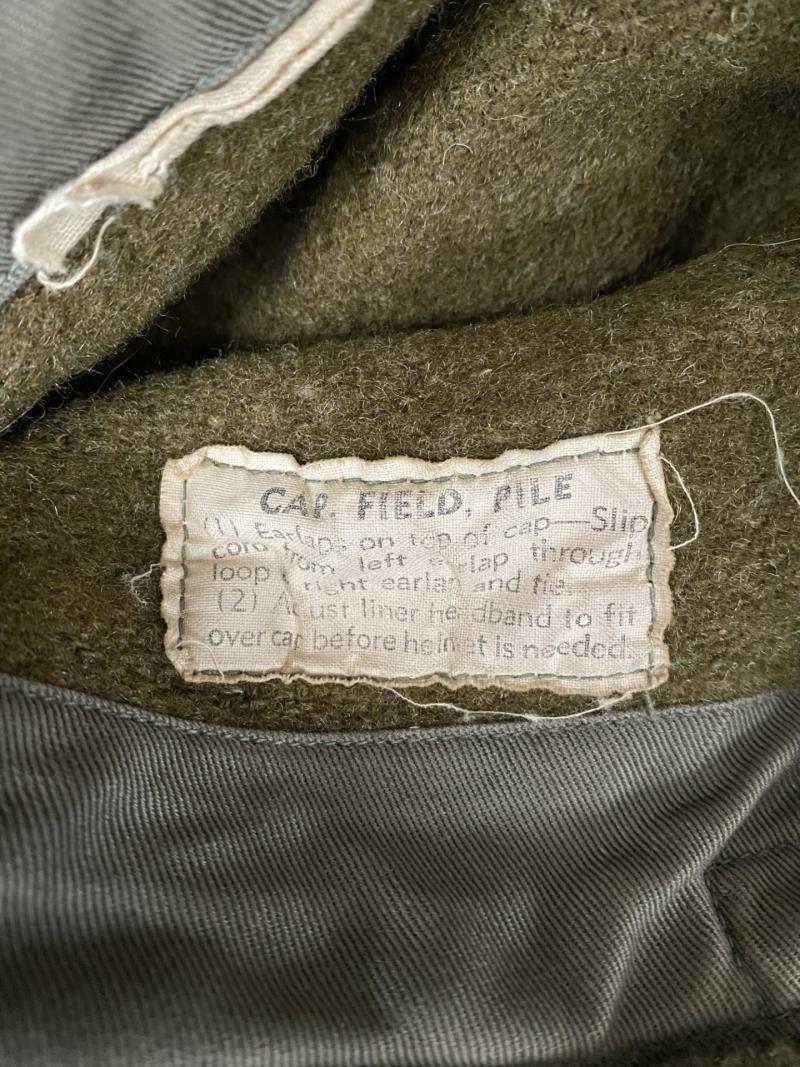 CAP, FIELD, PILE
(1) Earlaps on top of cap—Slip
cord from left earlap through
loop right earlap and tie.
(2) Adjust liner headband to fit
over cap before helmet is needed.